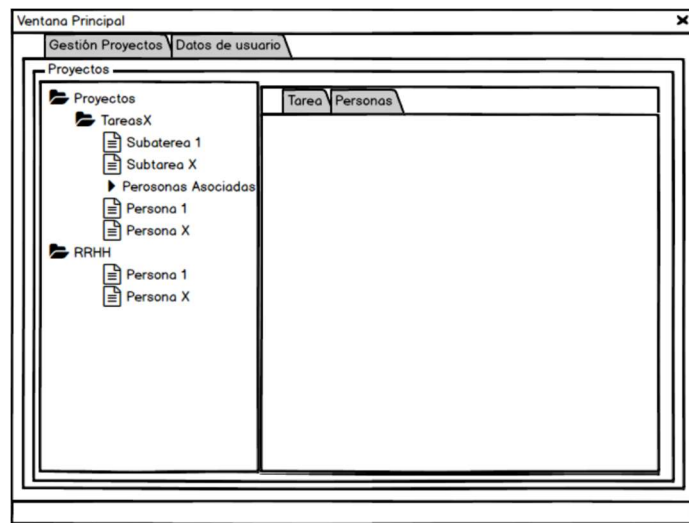 Ventana Principal
Gestión Proyectos Datos de usuario
Proyectos
Proyectos
TareasX
Subaterea 1
Subtarea X
Perosonas Asociadas
Persona 1
Persona X
RRHH
Persona 1
Persona X
Tarea Personas